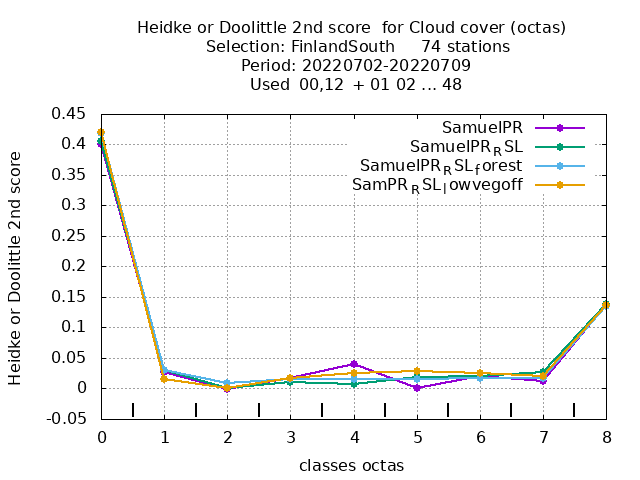 Heidke or Doolittle 2nd score  for Cloud cover (octas)
Selection: FinlandSouth     74 stations
Period: 20220702-20220709
Used  00,12  + 01 02 ... 48
Heidke or Doolittle 2nd score
0.45
0.4
0.35
0.3
0.25
0.2
0.15
0.1
0.05
0
-0.05
SamuelPR
SamuelPR_RSL
SamuelPR_RSL_forest
SamPR_RSL_lowvegoff
0 1 2 3 4 5 6 7 8
classes octas